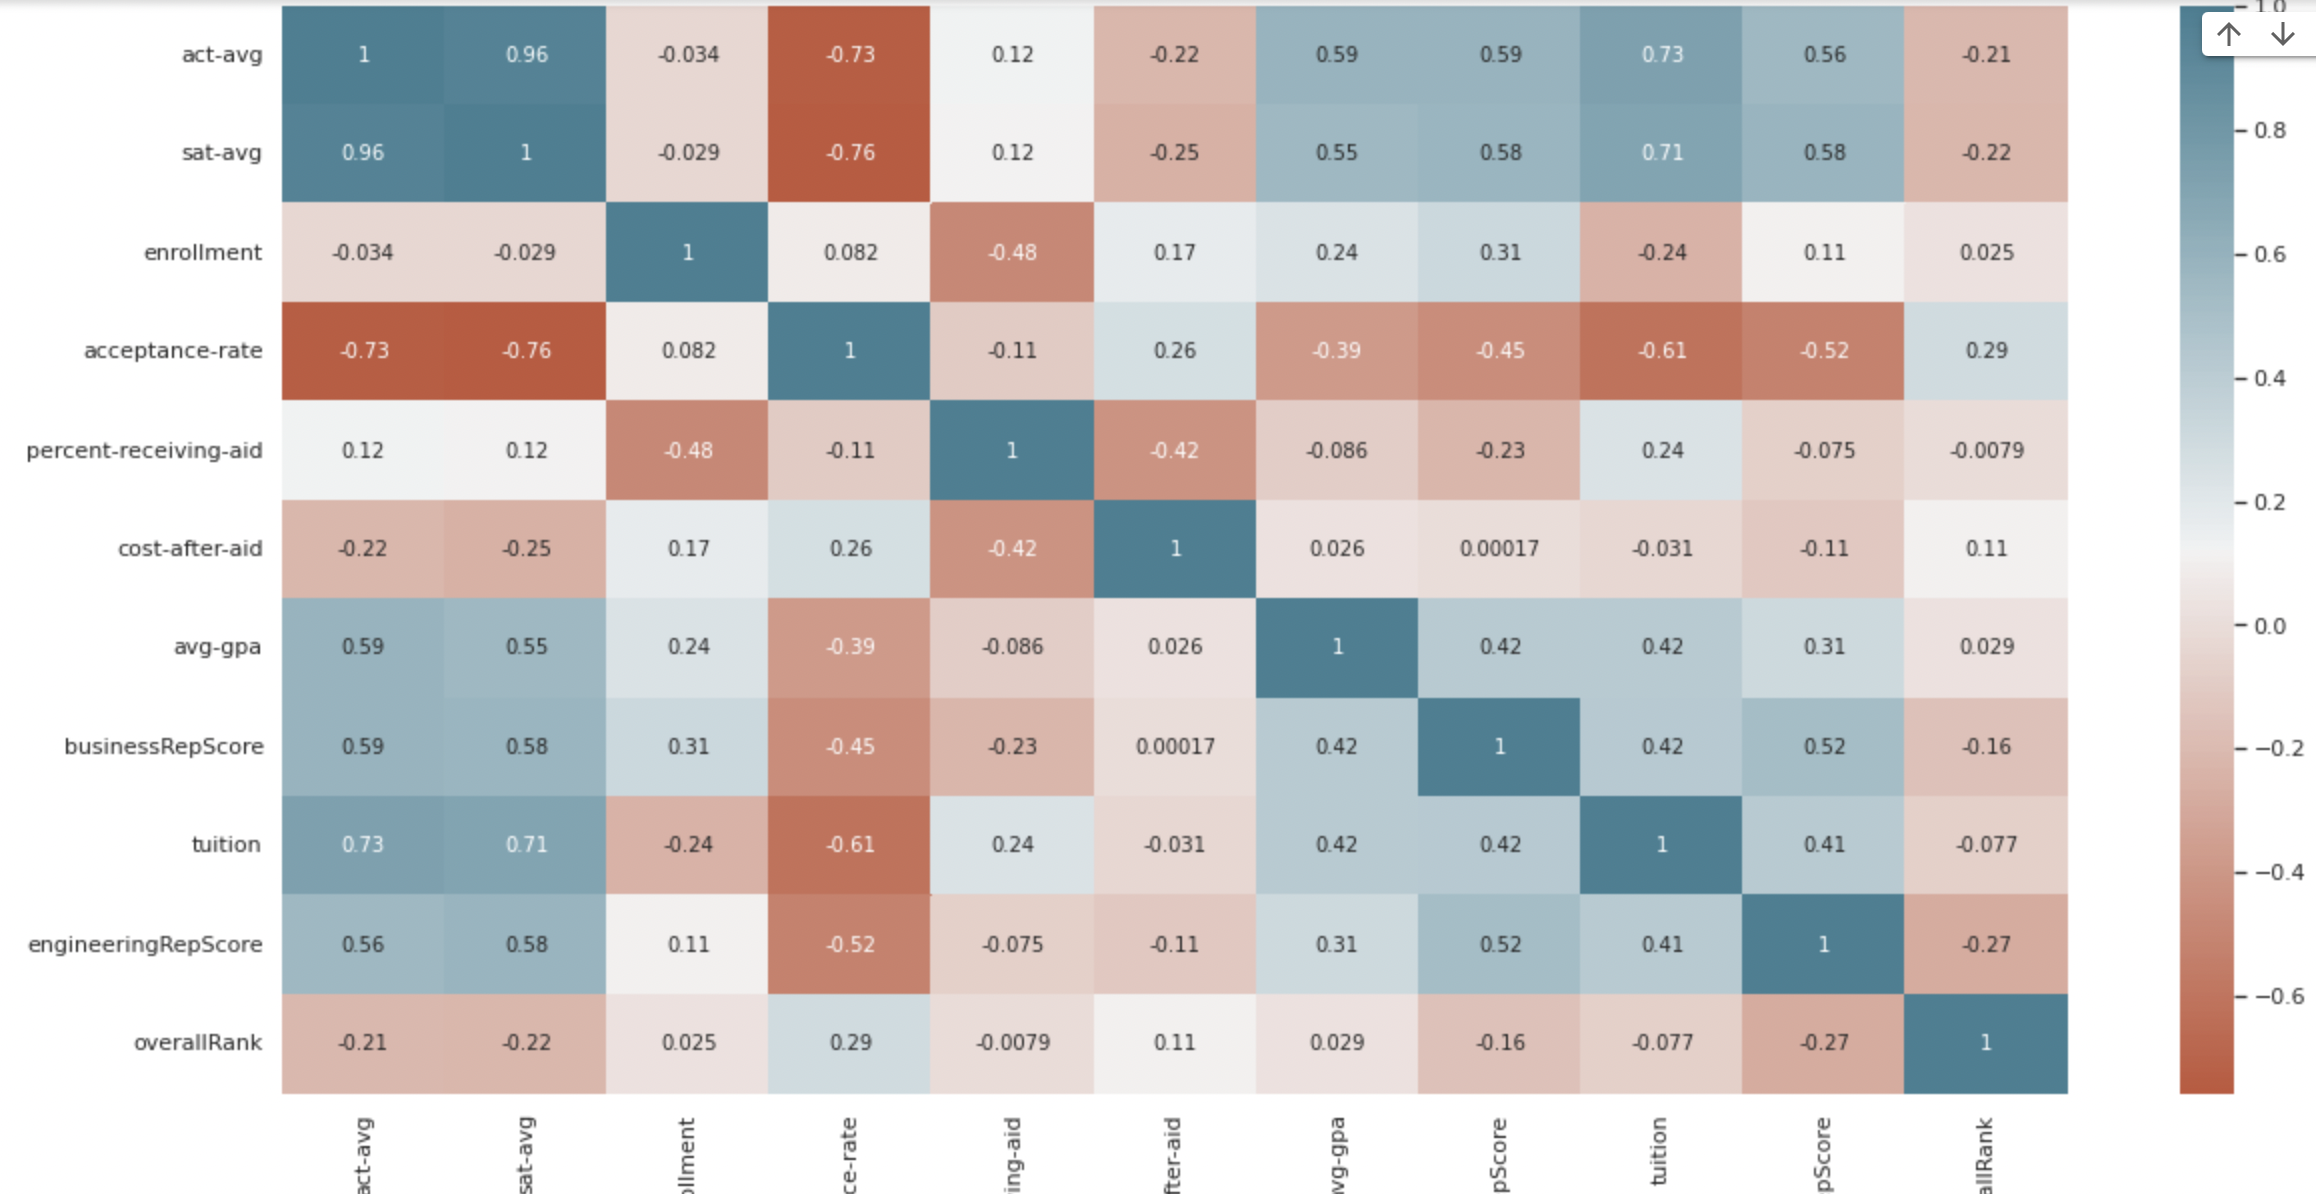 1.0
act-avg 1 0.96 -0.034 -0.73 0.12 -0.22 0.59 0.59 0.73 0.56 -0.21
0.8
sat-avg 0.96 1 -0.029 -0.76 0.12 -0.25 0.55 0.58 0.71 0.58 -0.22
enrollment -0.034 -0.029 1 0.082 -0.48 0.17 0.24 0.31 -0.24 0.11 0.025
0.6
acceptance-rate -0.73 -0.76 0.082 1 -0.11 0.26 -0.39 -0.45 -0.61 -0.52 0.29
0.4
percent-receiving-aid 0.12 0.12 -0.48 -0.11 1 -0.42 -0.086 -0.23 0.24 -0.075 -0.0079
0.2
cost-after-aid -0.22 -0.25 0.17 0.26 -0.42 1 0.026 0.00017 -0.031 -0.11 0.11
0.0
avg-gpa 0.59 0.55 0.24 -0.39 -0.086 0.026 1 0.42 0.42 0.31 0.029
businessRepScore 0.59 0.58 0.31 -0.45 -0.23 0.00017 0.42 1 0.42 0.52 -0.16
−0.2
tuition 0.73 0.71 -0.24 -0.61 0.24 -0.031 0.42 0.42 1 0.41 -0.077
−0.4
engineeringRepScore 0.56 0.58 0.11 -0.52 -0.075 -0.11 0.31 0.52 0.41 1 -0.27
−0.6
overallRank -0.21 -0.22 0.025 0.29 -0.0079 0.11 0.029 -0.16 -0.077 -0.27 1
act-avg
sat-avg
ollment
ce-rate
ing-aid
fter-aid
vg-gpa
pScore
tuition
pScore
allRank